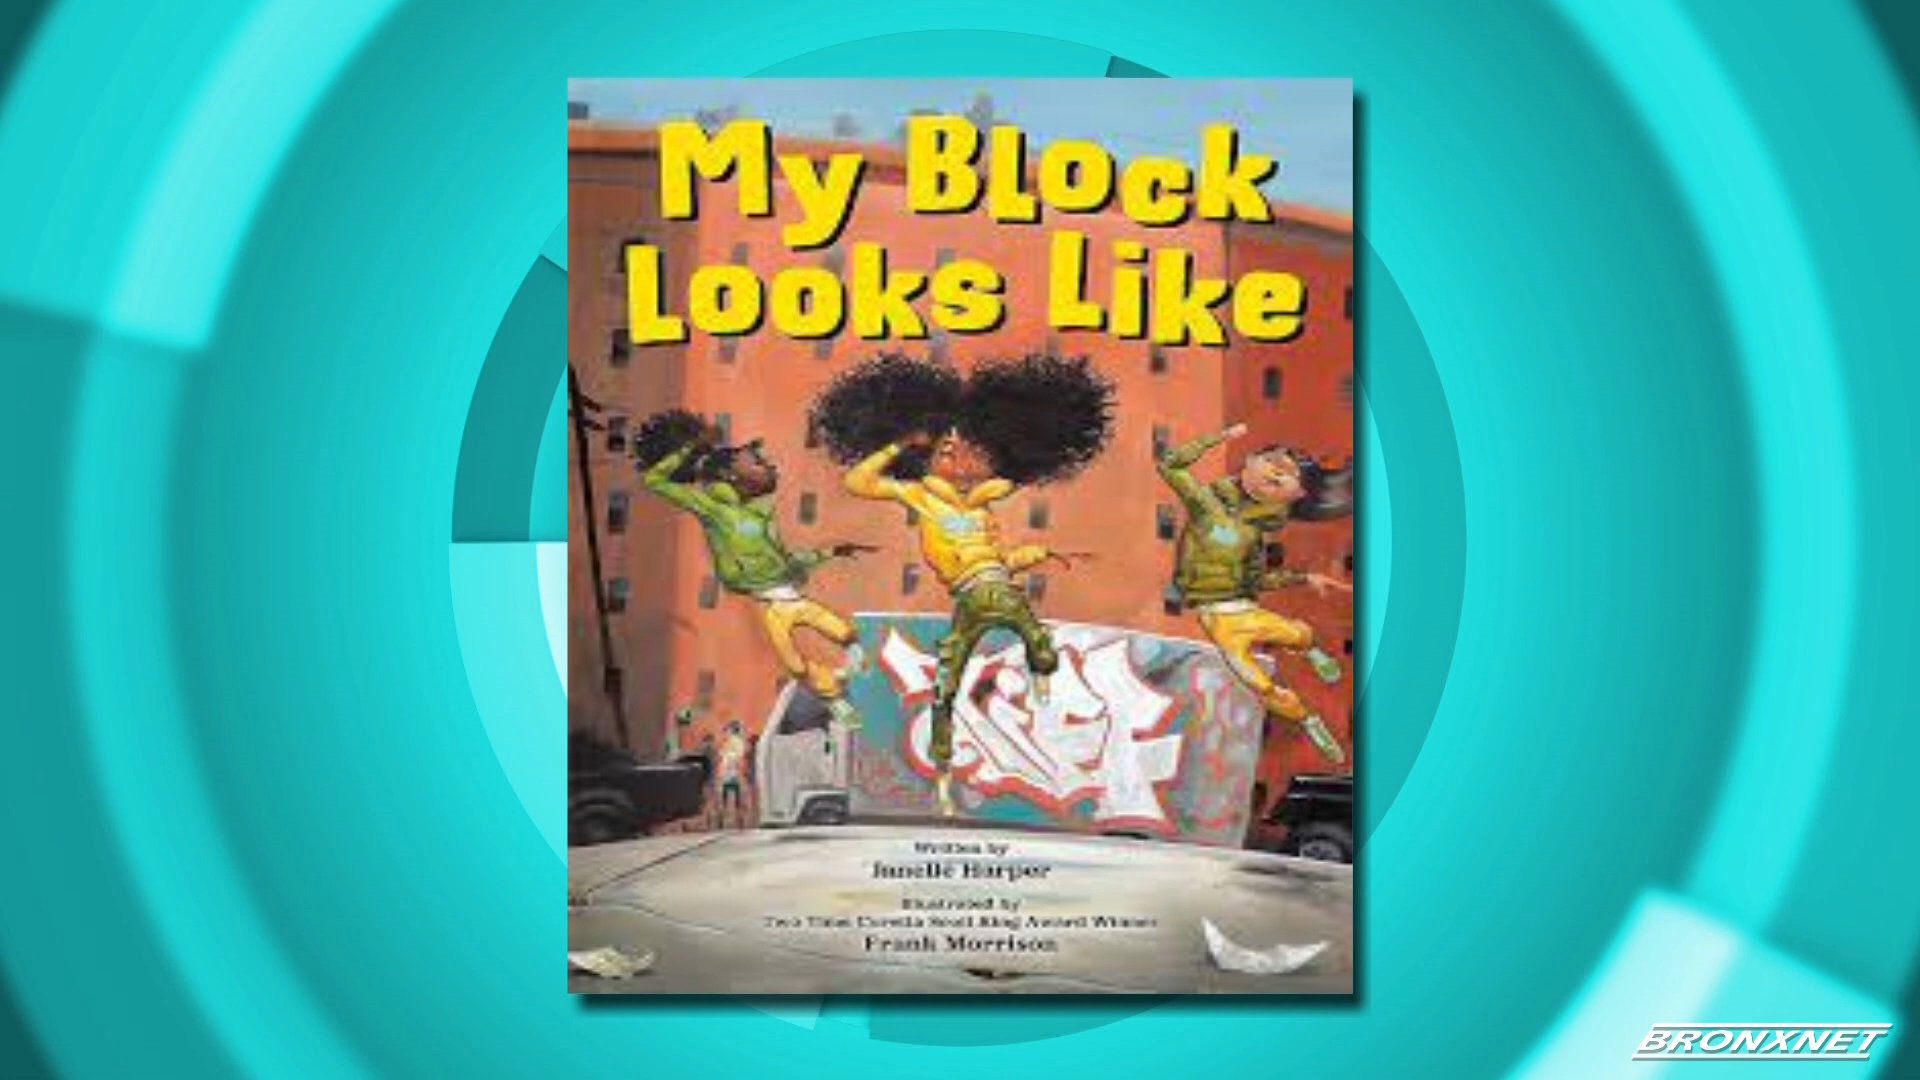 My Block
Looks Like
Written by
Janelle Harper
Illustrated by
Two Time Coretta Scott King Award Winner
Frank Morrison
BRONXNET